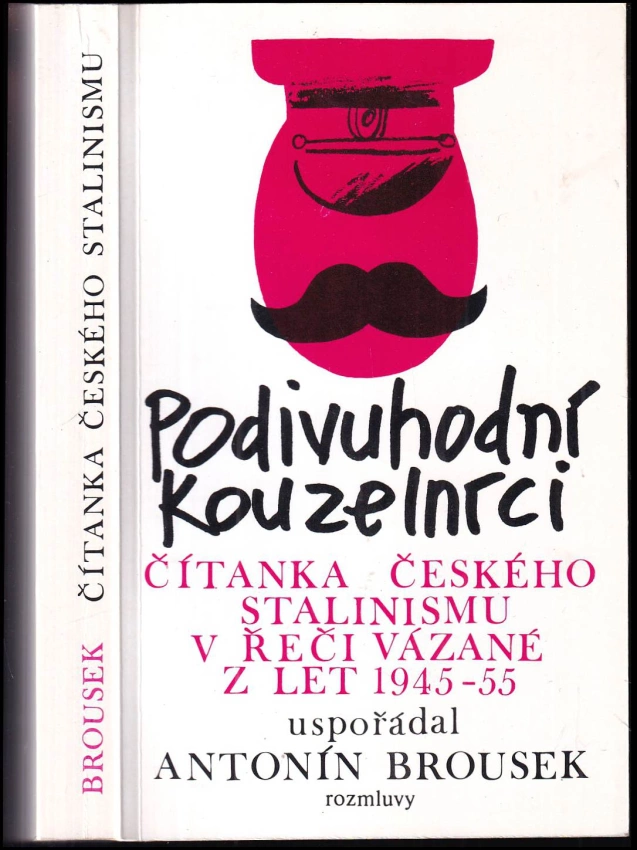 BROUSEK ČÍTANKA ČESKÉHO STALINISMU
Podivuhodní
kouzelníci
ČÍTANKA ČESKÉHO
STALINISMU
V ŘEČI VÁZANÉ
Z LET 1945-55
uspořádal
ANTONÍN BROUSEK
rozmluvy